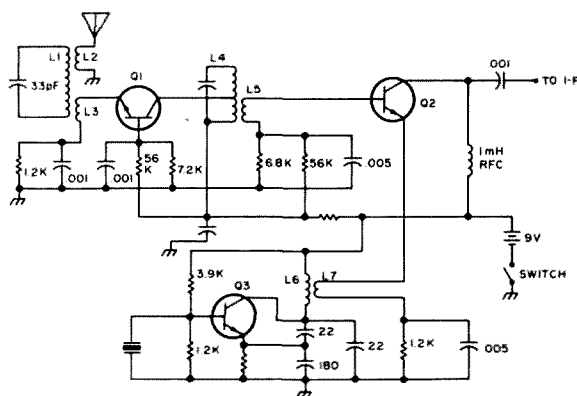 L1
L2
33pF
L3
Q1
L4
L5
Q2
.001
TO I-F
1.2K
.001
.001
56
K
7.2K
6.8K
56K
.005
1mH
RFC
9V
SWITCH
3.9K
Q3
L6
L7
1.2K
22
180
22
1.2K
.005